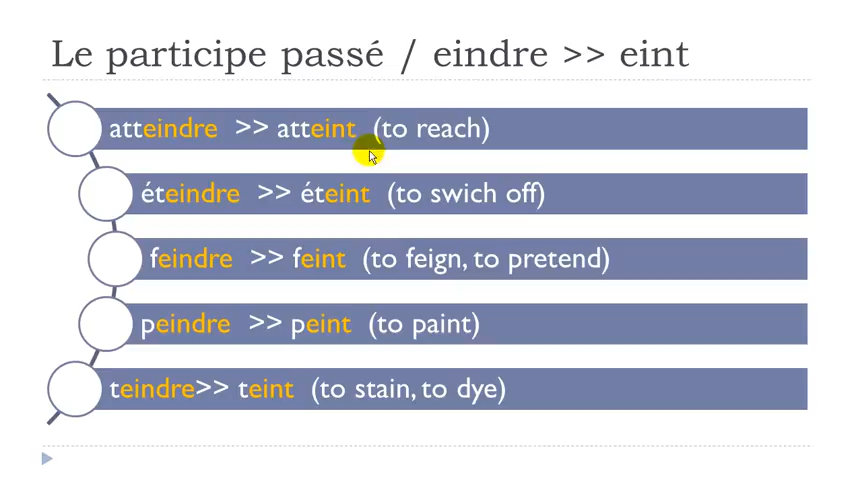 Le participe passé / eindre >> eint
atteindre >> atteint (to reach)
éteindre >> éteint (to swich off)
feindre >> feint (to feign, to pretend)
peindre >> peint (to paint)
teindre>> teint (to stain, to dye)